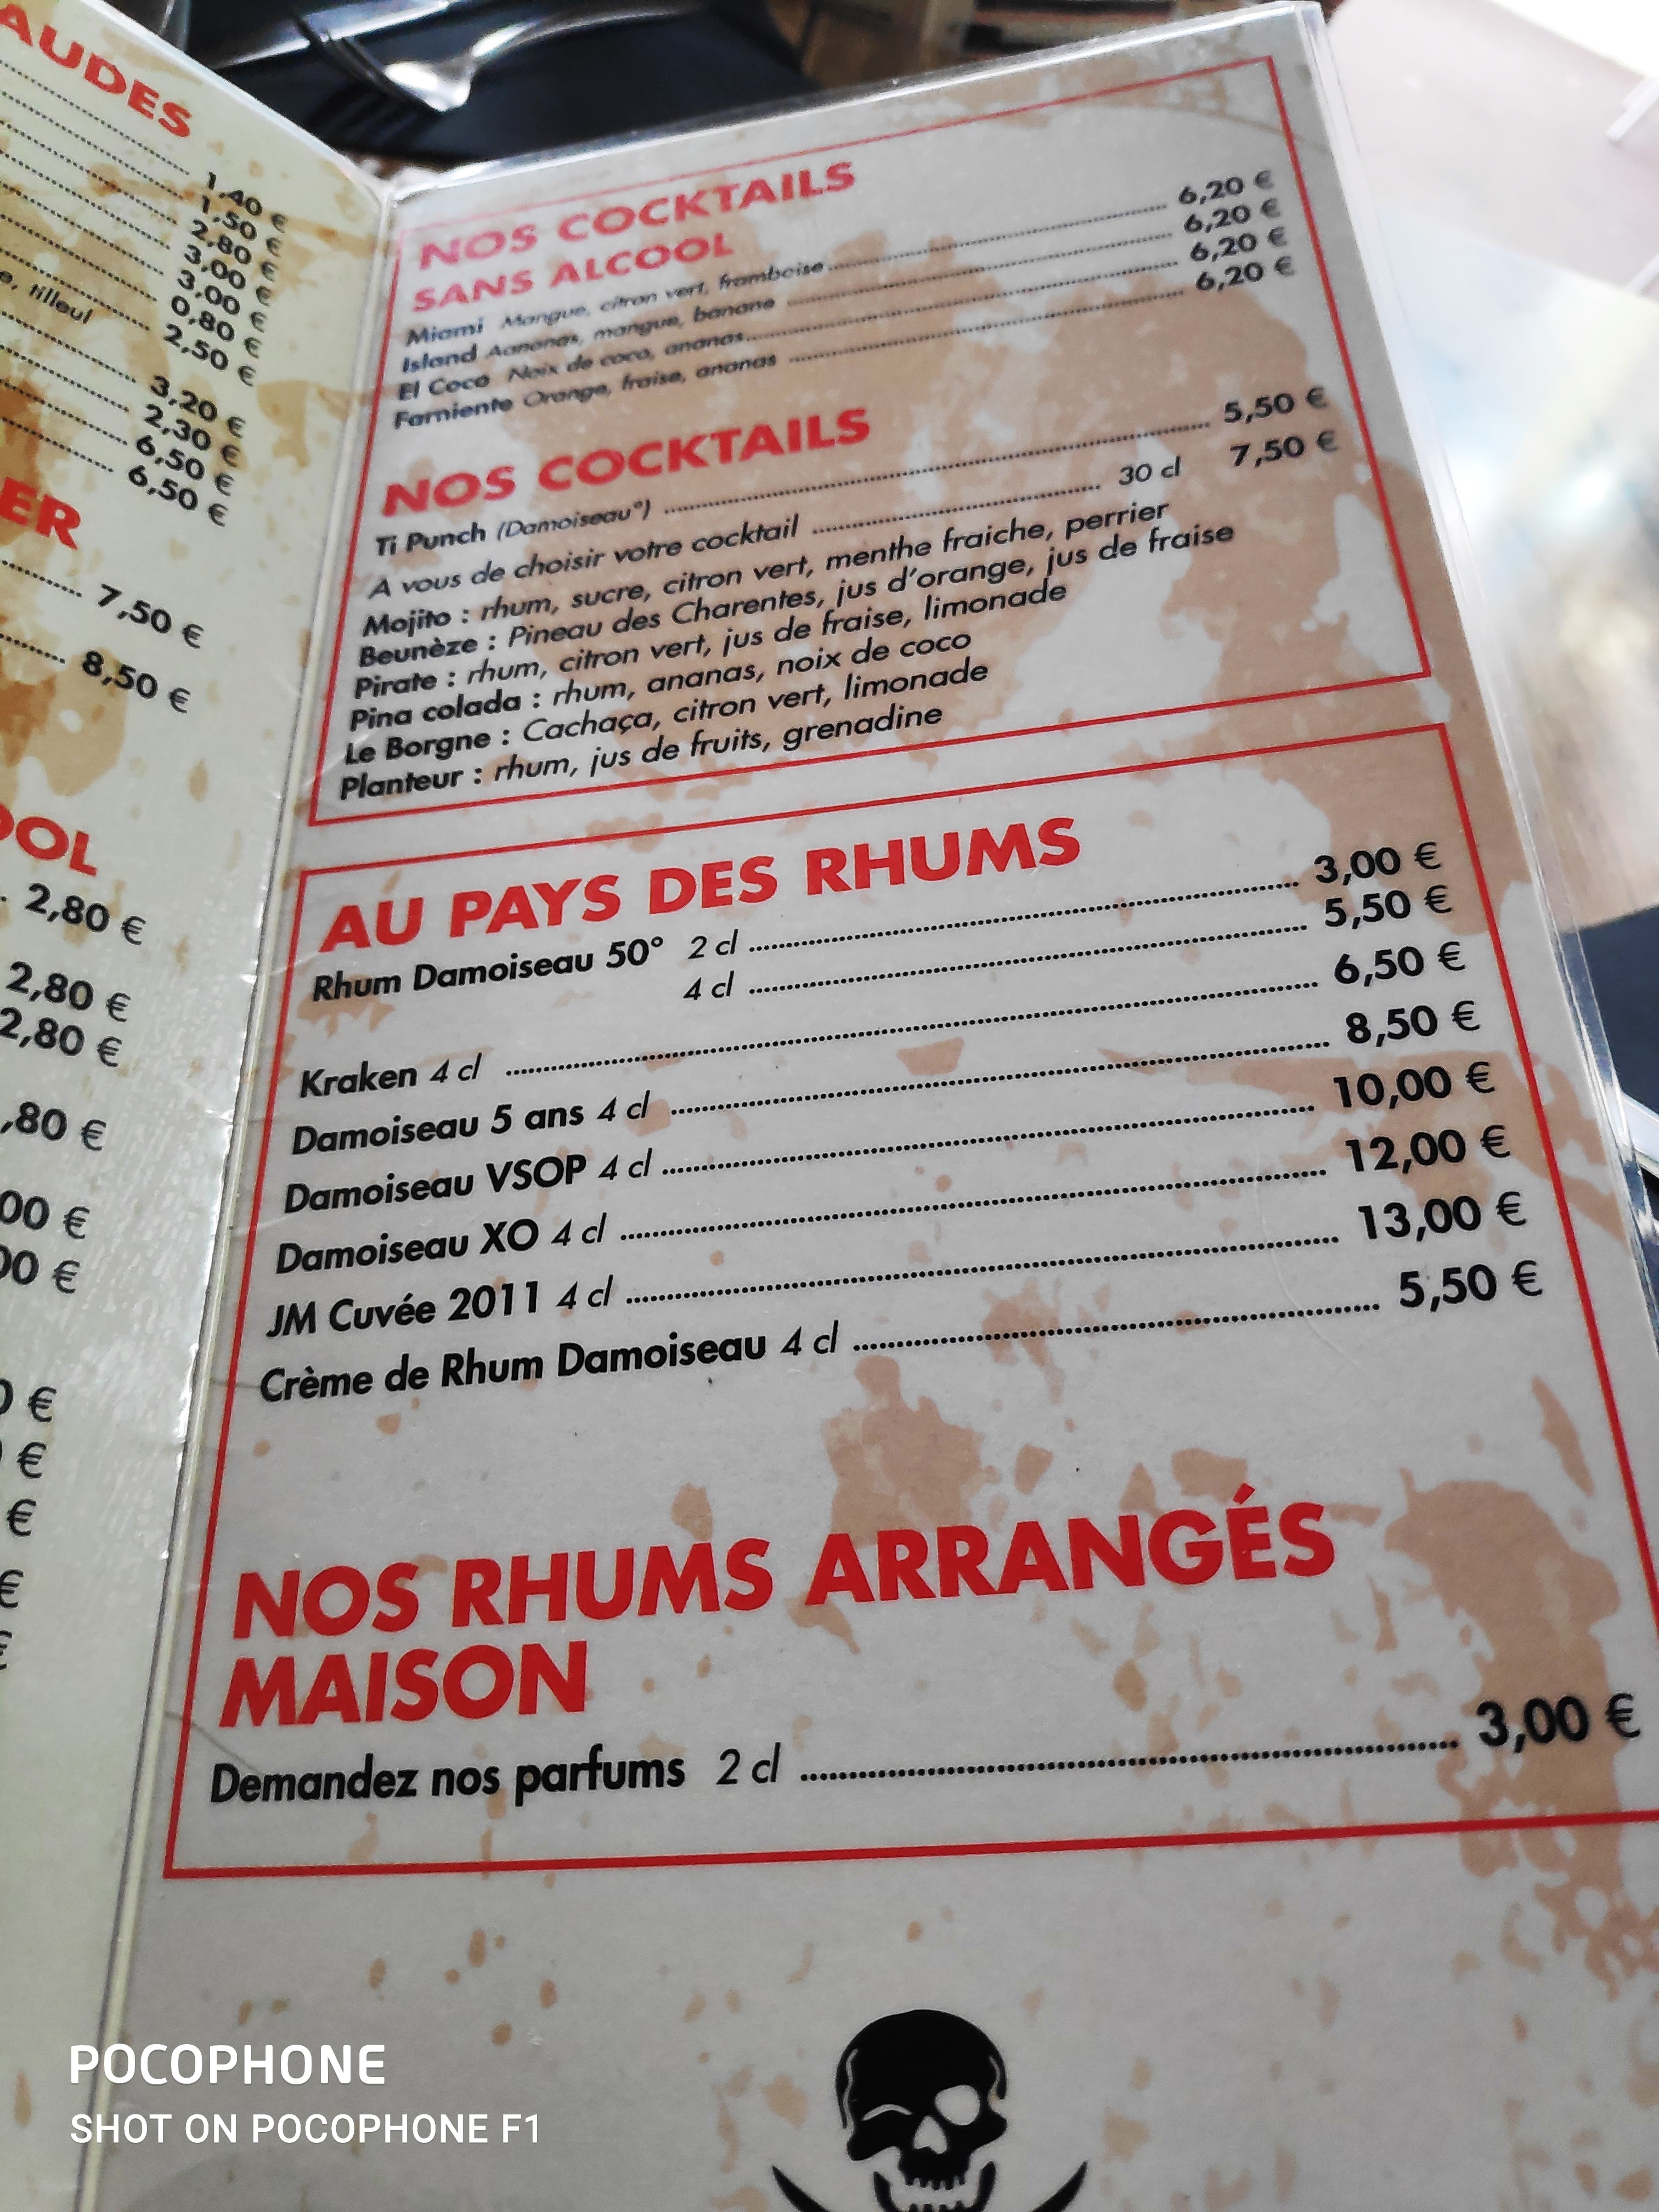 AUDES
1,40 €
1,50 €
2,80 €
3,00 €
3,00 €
0,80 €
2,50 €
e, tilleul
3,20 €
2,30 €
6,50 €
6,50 €
ER
7,50 €
8,50 €
OOL
2,80 €
2,80 €
2,80 €
,80 €
00 €
00 €
0 €
€
€
€
€
NOS COCKTAILS
SANS ALCOOL
Miami Mangue, citron vert, framboise 6,20 €
Island Aananas, mangue, banane 6,20 €
El Coco Noix de coco, ananas 6,20 €
Farniente Orange, fraise, ananas 6,20 €
NOS COCKTAILS
Ti Punch (Damoiseau°) 5,50 €
A vous de choisir votre cocktail 30 cl 7,50 €
Mojito : rhum, sucre, citron vert, menthe fraiche, perrier
Beunèze : Pineau des Charentes, jus d'orange, jus de fraise
Pirate : rhum, citron vert, jus de fraise, limonade
Pina colada : rhum, ananas, noix de coco
Le Borgne : Cachaça, citron vert, limonade
Planteur : rhum, jus de fruits, grenadine
AU PAYS DES RHUMS
Rhum Damoiseau 50° 2 cl 3,00 €
4 cl 5,50 €
Kraken 4 cl 6,50 €
Damoiseau 5 ans 4 cl 8,50 €
Damoiseau VSOP 4 cl 10,00 €
Damoiseau XO 4 cl 12,00 €
JM Cuvée 2011 4 cl 13,00 €
Crème de Rhum Damoiseau 4 cl 5,50 €
NOS RHUMS ARRANGÉS
MAISON
Demandez nos parfums 2 cl 3,00 €
POCOPHONE
SHOT ON POCOPHONE F1